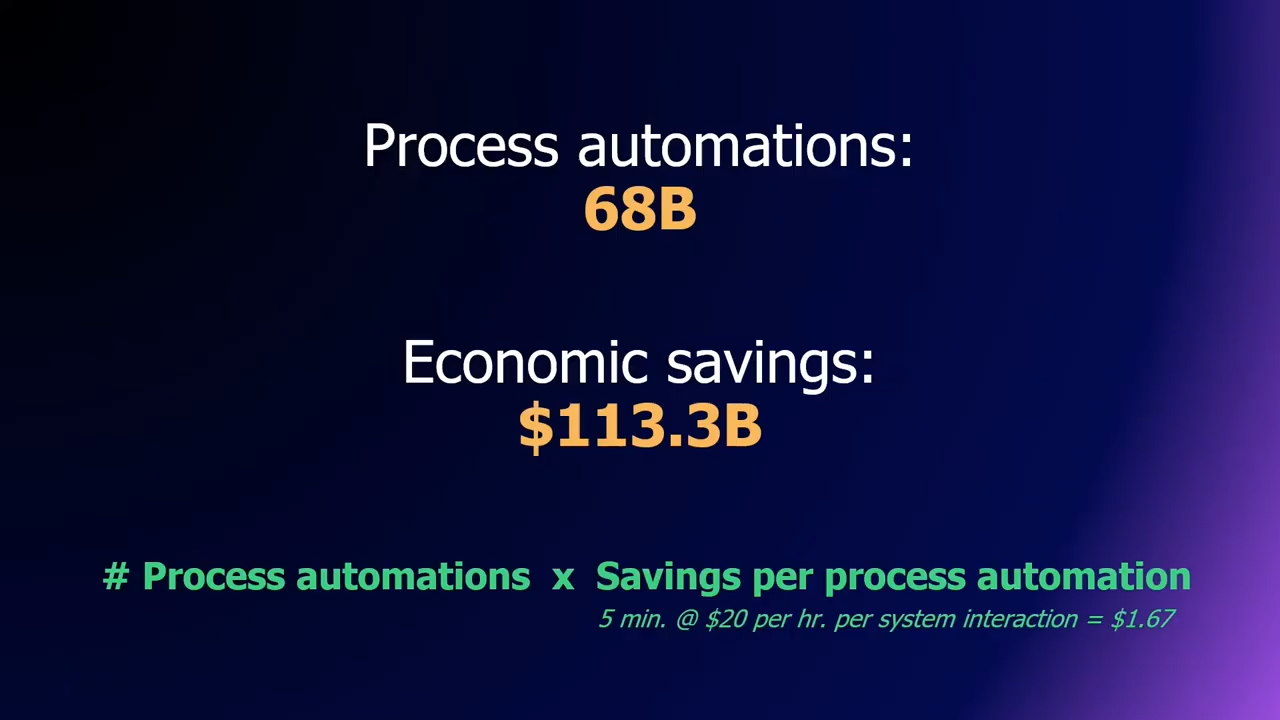 Process automations:
68B
Economic savings:
$113.3B
# Process automations x Savings per process automation
5 min. @ $20 per hr. per system interaction = $1.67